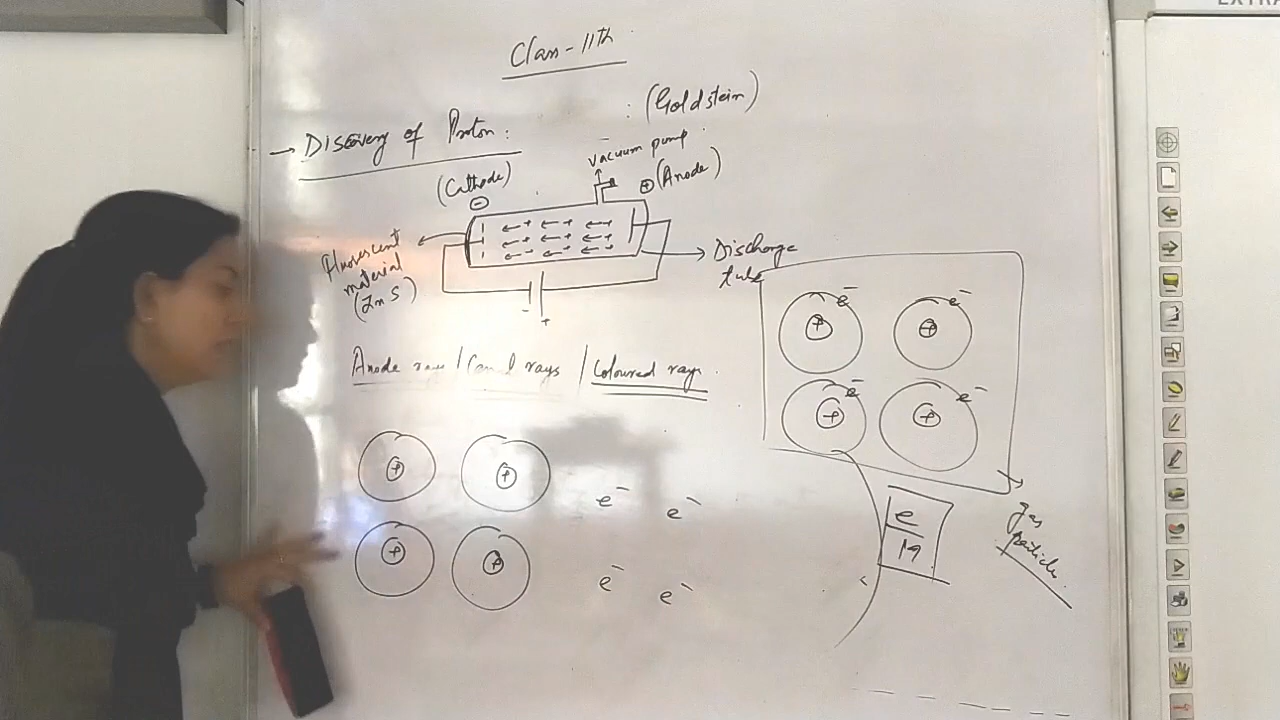 EXTRA
Class-11th
→ Discovery of Proton : : (Goldstein)
vacuum pump
(Cathode)
⊕ (Anode)
⊖
Fluorescent
material
(ZnS)
→ Discharge
tube
- +
Anode rays / Canal rays / Coloured rays.
e⁻ e⁻
+ +
e⁻ e⁻
+ +
+ +
e⁻ e⁻
+ +
e⁻ e⁻
e
gas
particle